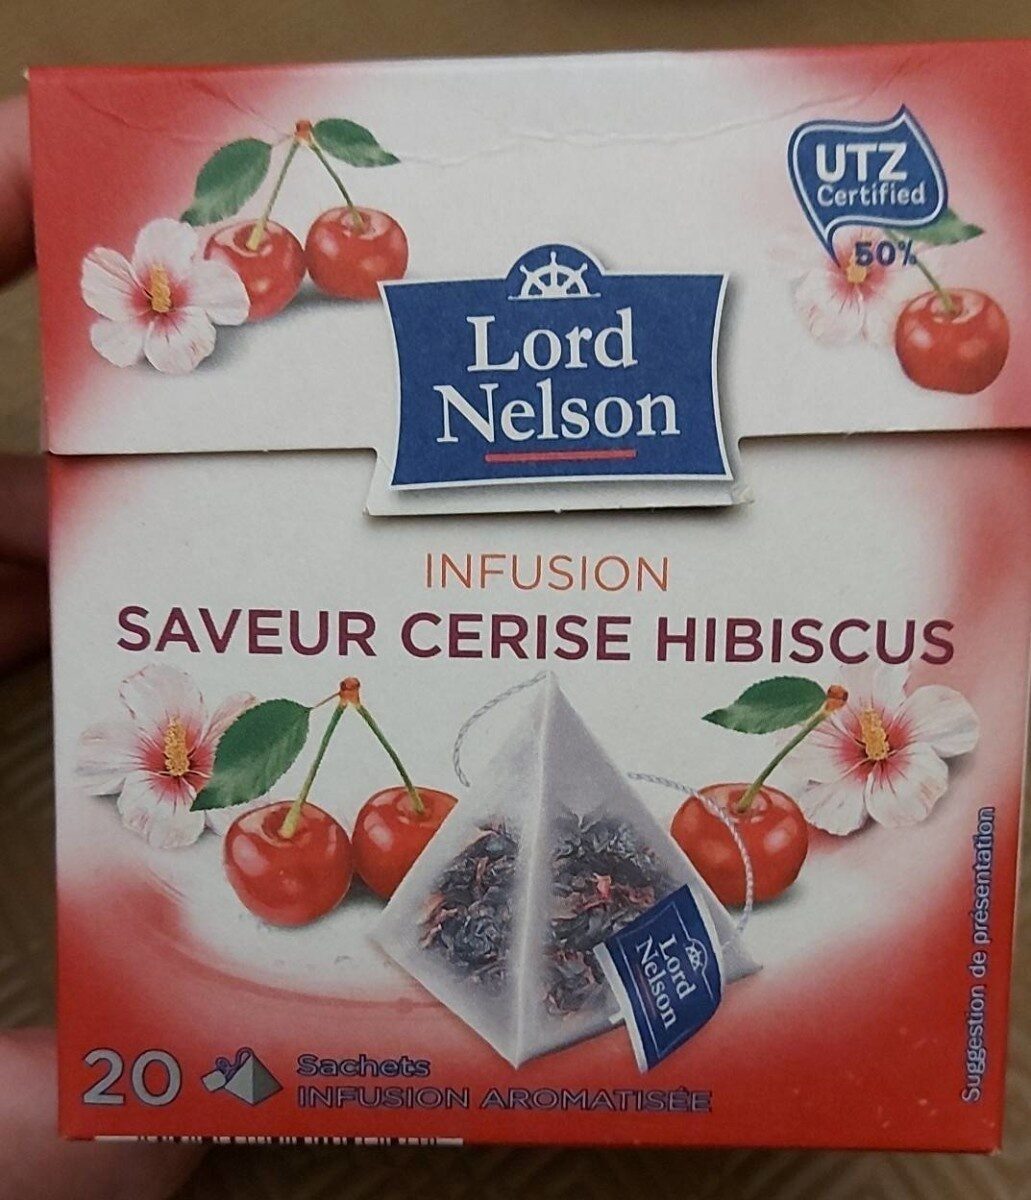 UTZ
Certified
50%
Lord
Nelson
INFUSION
SAVEUR CERISE HIBISCUS
Lord
Nelson
20 Sachets
INFUSION AROMATISÉE
Suggestion de présentation